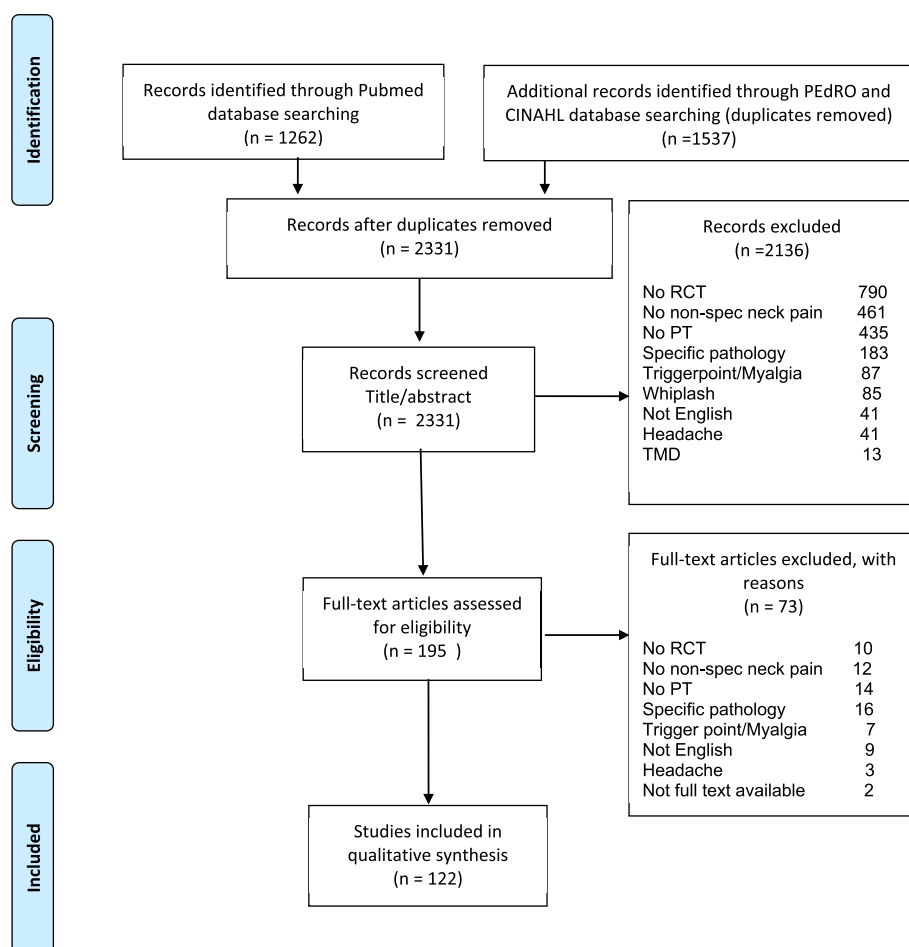 Identification
Records identified through Pubmed
database searching
(n = 1262)
Additional records identified through PEdRO and
CINAHL database searching (duplicates removed)
(n =1537)
Records after duplicates removed
(n = 2331)
Records excluded
(n =2136)
No RCT 790
No non-spec neck pain 461
No PT 435
Specific pathology 183
Triggerpoint/Myalgia 87
Whiplash 85
Not English 41
Headache 41
TMD 13
Screening
Records screened
Title/abstract
(n = 2331)
Eligibility
Full-text articles assessed
for eligibility
(n = 195 )
Full-text articles excluded, with
reasons
(n = 73)
No RCT 10
No non-spec neck pain 12
No PT 14
Specific pathology 16
Trigger point/Myalgia 7
Not English 9
Headache 3
Not full text available 2
Included
Studies included in
qualitative synthesis
(n = 122)